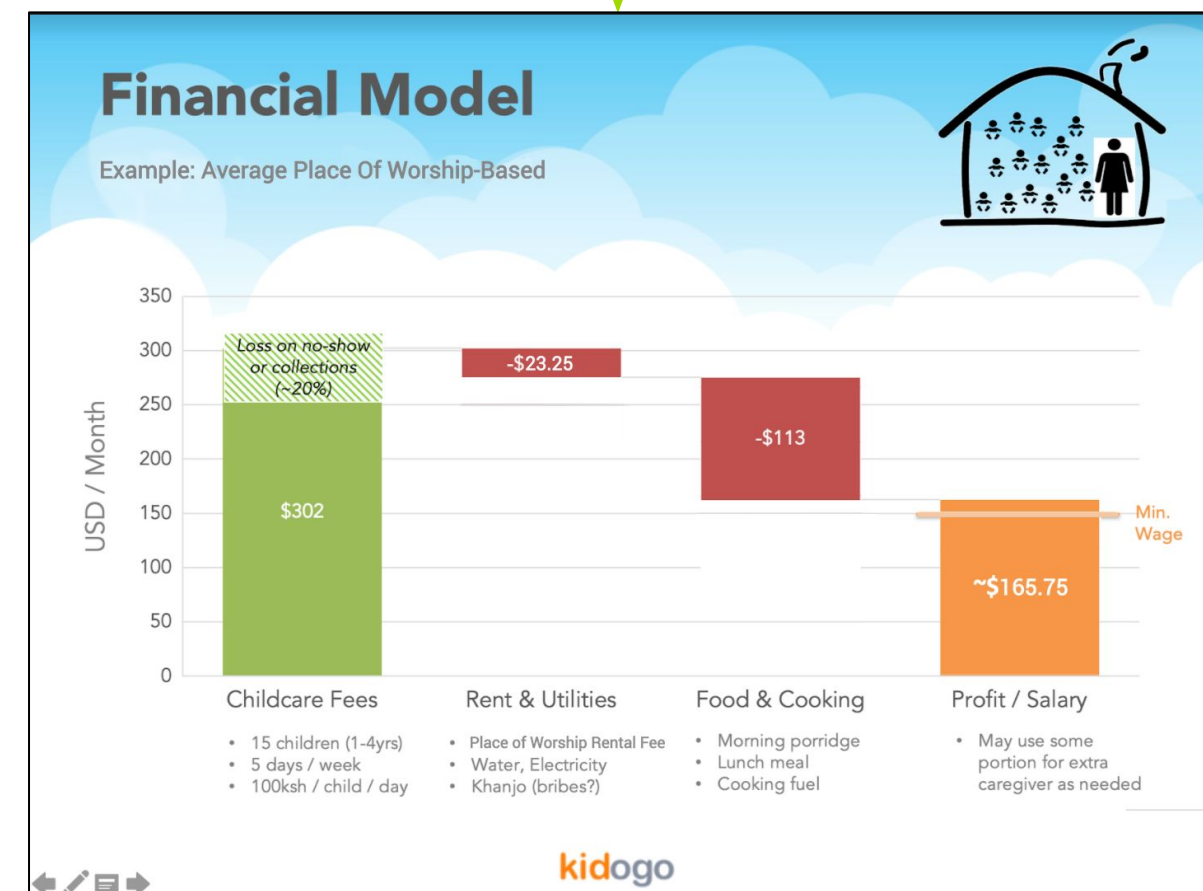 Financial Model
Example: Average Place Of Worship-Based
350
300
250
200
150
100
50
0
USD / Month
Loss on no-show
or collections
(~20%)
$302
-$23.25
-$113
~$165.75
Min.
Wage
Childcare Fees
• 15 children (1-4yrs)
• 5 days / week
• 100ksh / child / day
Rent & Utilities
• Place of Worship Rental Fee
• Water, Electricity
• Khanjo (bribes?)
Food & Cooking
• Morning porridge
• Lunch meal
• Cooking fuel
Profit / Salary
• May use some
portion for extra
caregiver as needed
kidogo